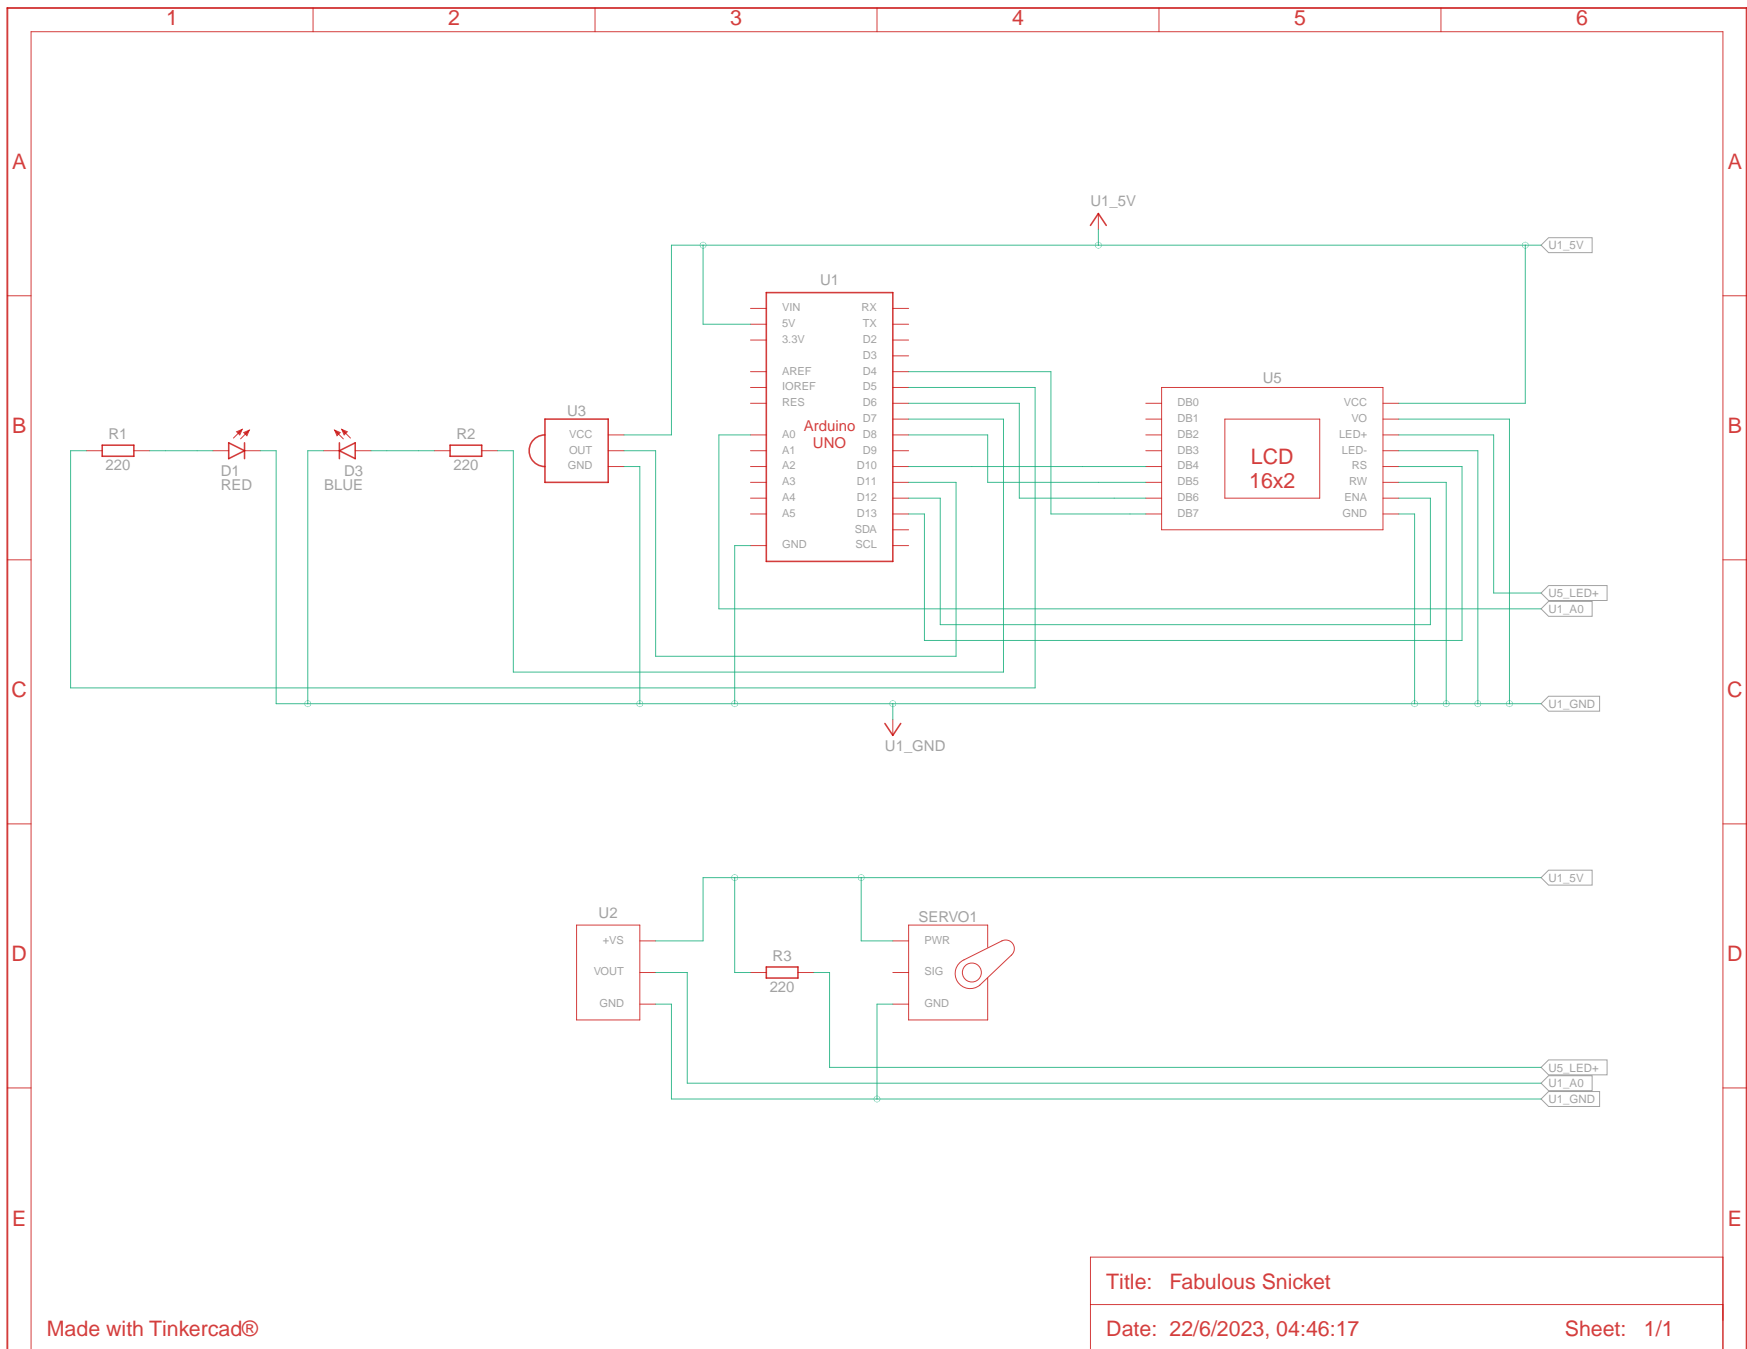 1 2 3 4 5 6
A A
U1_5V
U1_5V
U1
VIN RX
5V TX
3.3V D2
D3
AREF D4
IOREF D5
RES D6
D7
A0 D8
A1 D9
A2 D10
A3 D11
A4 D12
A5 D13
SDA
GND SCL
Arduino
UNO
B B
R1
220
D1
RED
D3
BLUE
R2
220
U3
VCC
OUT
GND
U5
DB0 VCC
DB1 VO
DB2 LED+
DB3 LED-
DB4 RS
DB5 RW
DB6 ENA
DB7 GND
LCD
16x2
U5_LED+
U1_A0
C C
U1_GND
U1_GND
U1_5V
D D
U2
+VS
VOUT
GND
R3
220
SERVO1
PWR
SIG
GND
U5_LED+
U1_A0
U1_GND
E E
Title: Fabulous Snicket
Made with Tinkercad®
Date: 22/6/2023, 04:46:17 Sheet: 1/1